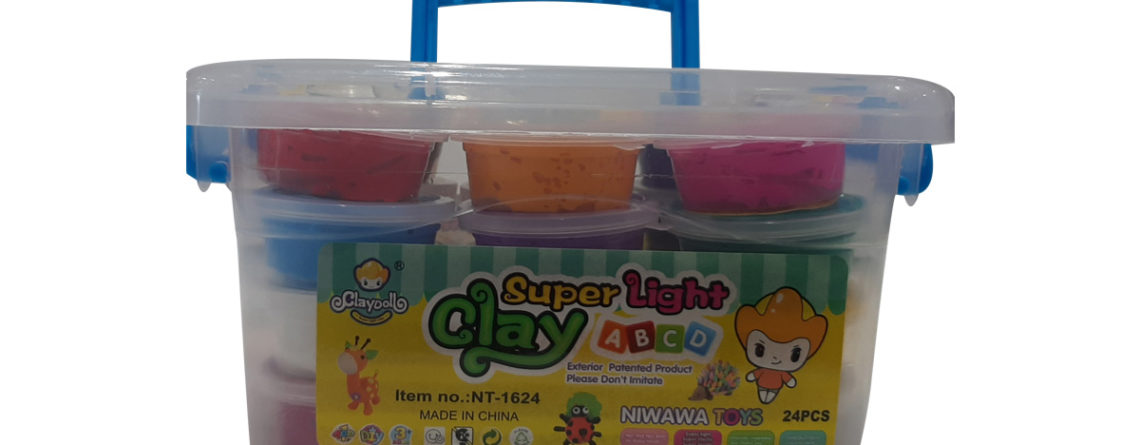 ®
Claydoll
Super Light
Clay ABCD
Exterior Patented Product
Please Don't Imitate
Item no.:NT-1624
MADE IN CHINA
NIWAWA TOYS
24PCS